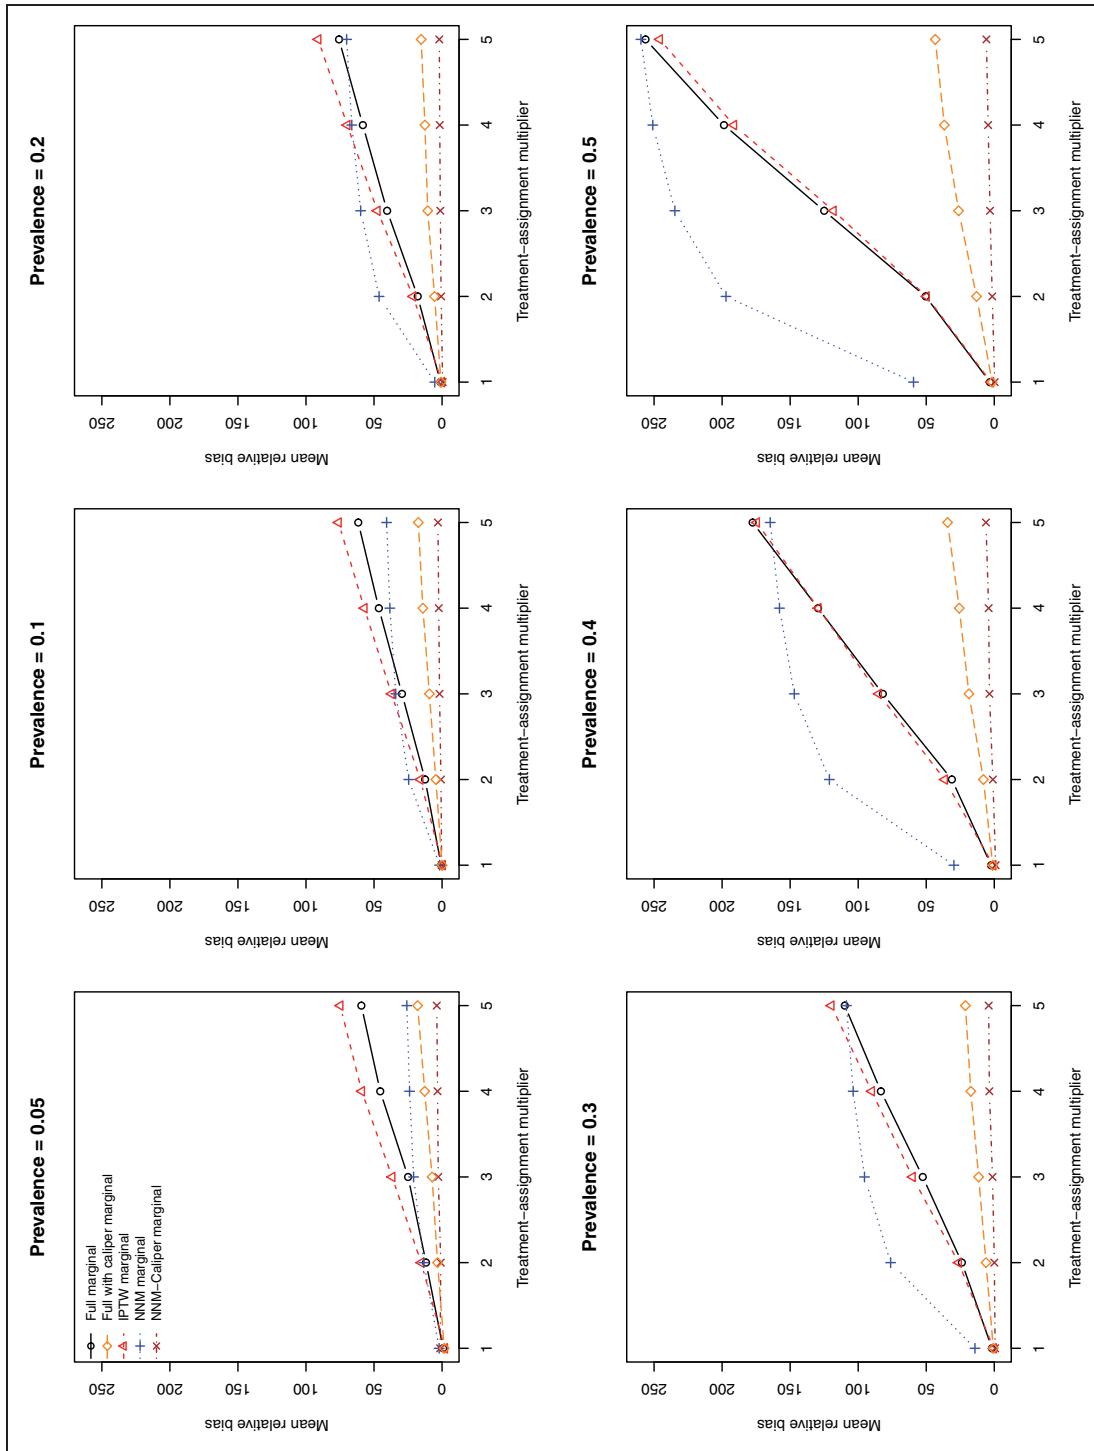 Prevalence = 0.05
Full marginal
Full with caliper marginal
IPTW marginal
NNM marginal
NNM−Caliper marginal
Mean relative bias
250
200
150
100
50
0
1 2 3 4 5
Treatment−assignment multiplier
Prevalence = 0.1
Mean relative bias
250
200
150
100
50
0
1 2 3 4 5
Treatment−assignment multiplier
Prevalence = 0.2
Mean relative bias
250
200
150
100
50
0
1 2 3 4 5
Treatment−assignment multiplier
Prevalence = 0.3
Mean relative bias
250
200
150
100
50
0
1 2 3 4 5
Treatment−assignment multiplier
Prevalence = 0.4
Mean relative bias
250
200
150
100
50
0
1 2 3 4 5
Treatment−assignment multiplier
Prevalence = 0.5
Mean relative bias
250
200
150
100
50
0
1 2 3 4 5
Treatment−assignment multiplier